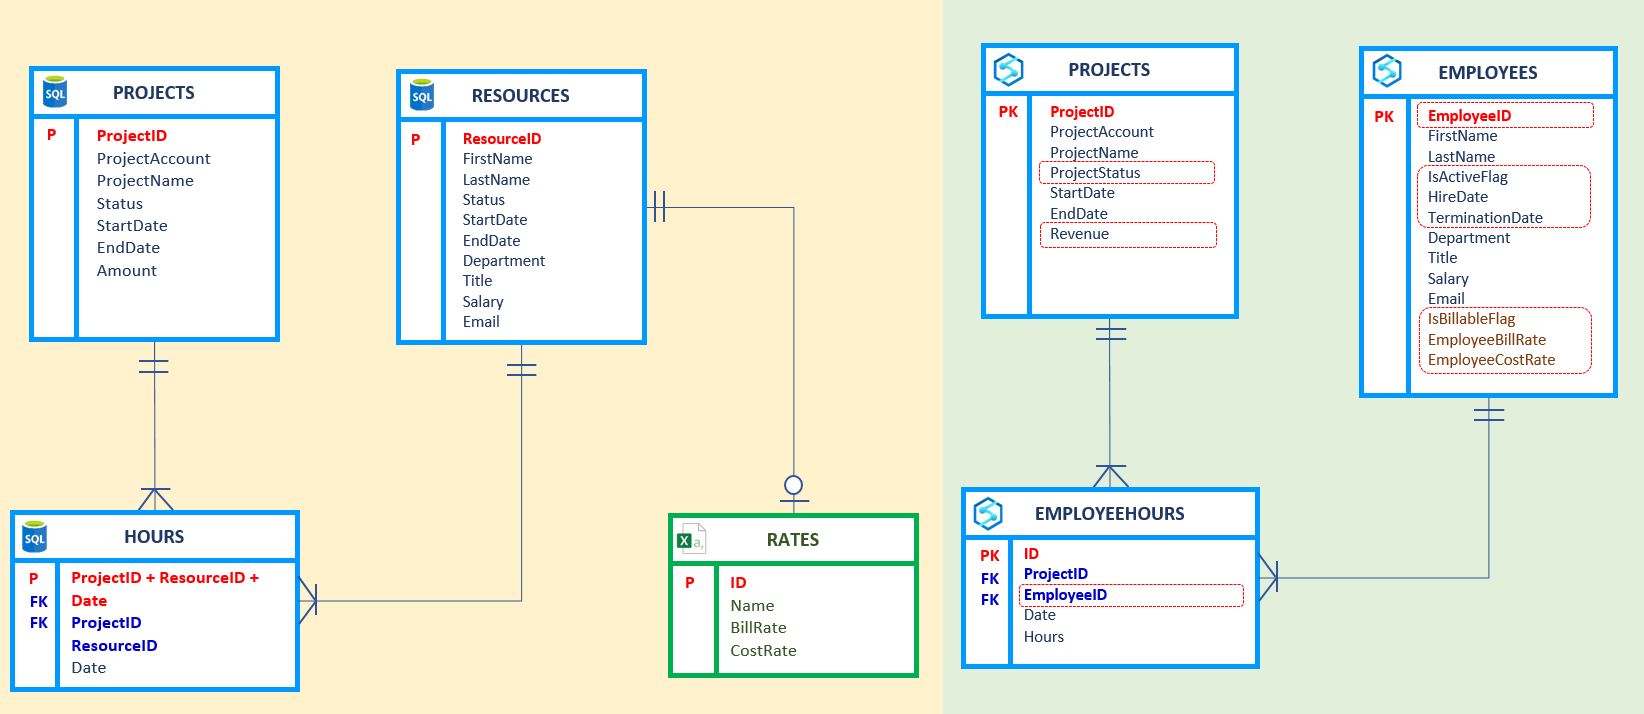 PROJECTS
SQL
P
ProjectID
ProjectAccount
ProjectName
Status
StartDate
EndDate
Amount
RESOURCES
SQL
P
ResourceID
FirstName
LastName
Status
StartDate
EndDate
Department
Title
Salary
Email
HOURS
SQL
P
ProjectID + ResourceID +
FK
Date
FK
ProjectID
ResourceID
Date
RATES
X a,
P
ID
Name
BillRate
CostRate
PROJECTS
PK
ProjectID
ProjectAccount
ProjectName
ProjectStatus
StartDate
EndDate
Revenue
EMPLOYEES
PK
EmployeeID
FirstName
LastName
IsActiveFlag
HireDate
TerminationDate
Department
Title
Salary
Email
IsBillableFlag
EmployeeBillRate
EmployeeCostRate
EMPLOYEEHOURS
PK
ID
FK
ProjectID
FK
EmployeeID
Date
Hours